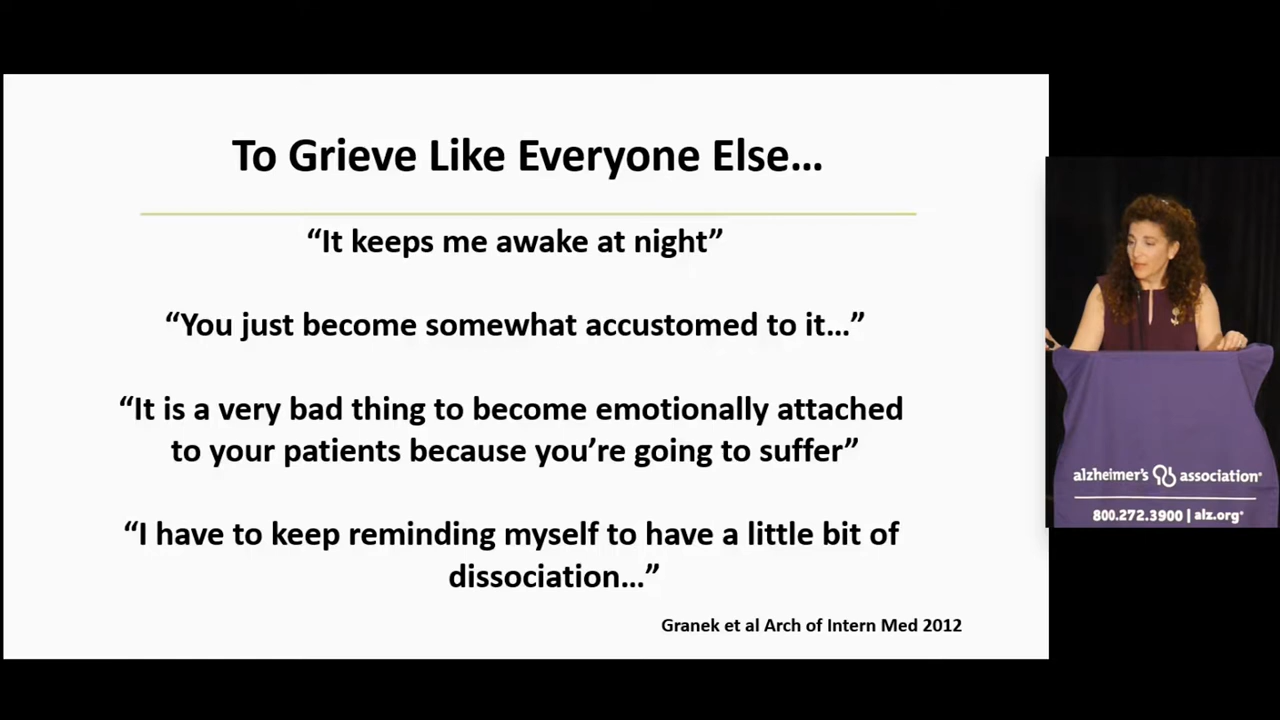 To Grieve Like Everyone Else…
“It keeps me awake at night”
“You just become somewhat accustomed to it…”
“It is a very bad thing to become emotionally attached
to your patients because you’re going to suffer”
“I have to keep reminding myself to have a little bit of
dissociation…”
Granek et al Arch of Intern Med 2012
alzheimer's association®
800.272.3900 | alz.org®